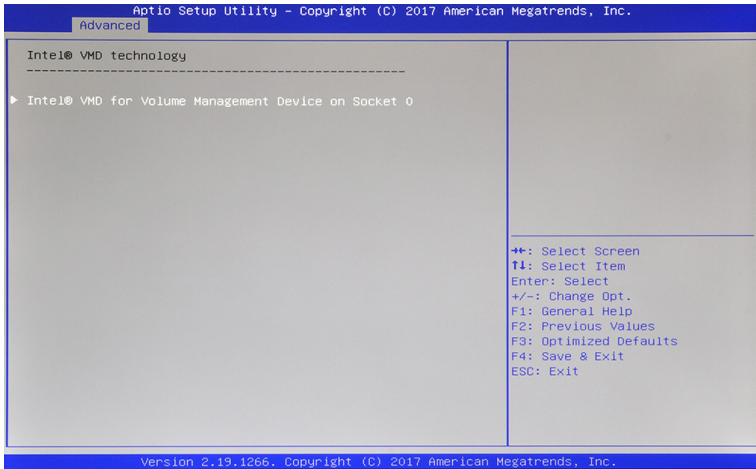 Aptio Setup Utility – Copyright (C) 2017 American Megatrends, Inc.
Advanced
Intel® VMD technology
--------------------------------------------------
Intel® VMD for Volume Management Device on Socket 0
→←: Select Screen
↑↓: Select Item
Enter: Select
+/-: Change Opt.
F1: General Help
F2: Previous Values
F3: Optimized Defaults
F4: Save & Exit
ESC: Exit
Version 2.19.1266. Copyright (C) 2017 American Megatrends, Inc.